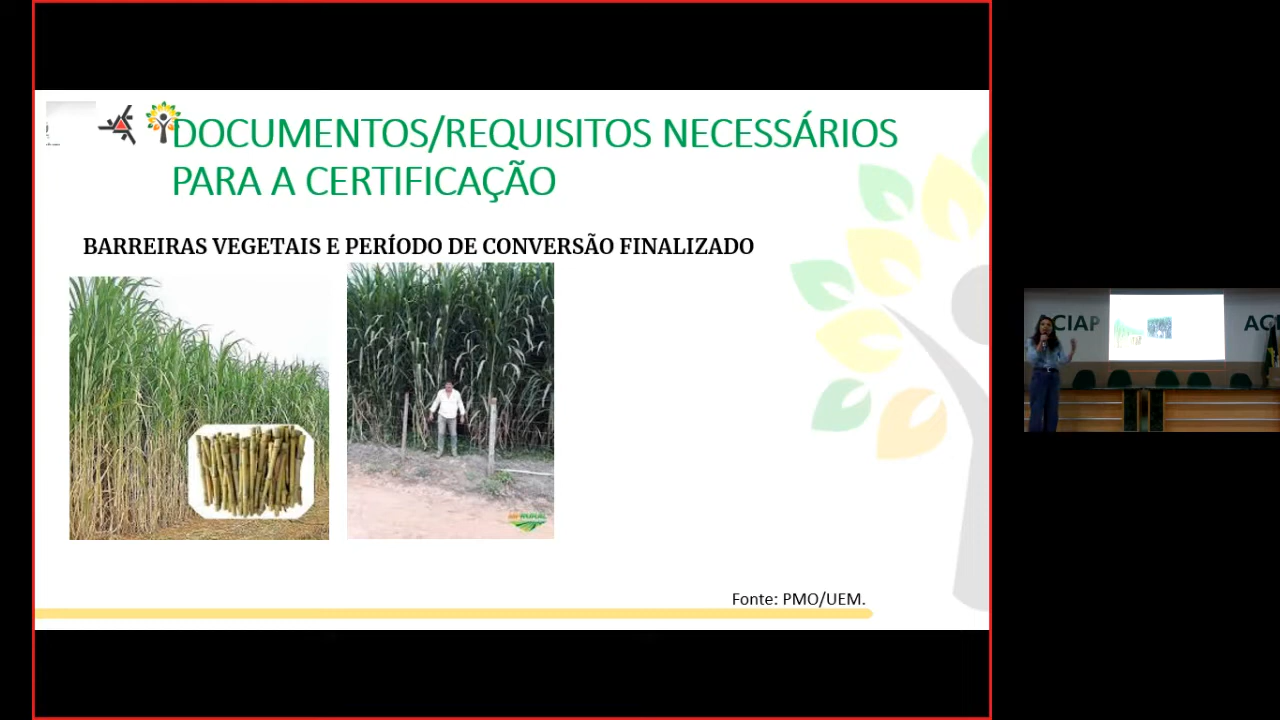 DOCUMENTOS/REQUISITOS NECESSÁRIOS
PARA A CERTIFICAÇÃO
BARREIRAS VEGETAIS E PERÍODO DE CONVERSÃO FINALIZADO
Fonte: PMO/UEM.
ACIAP